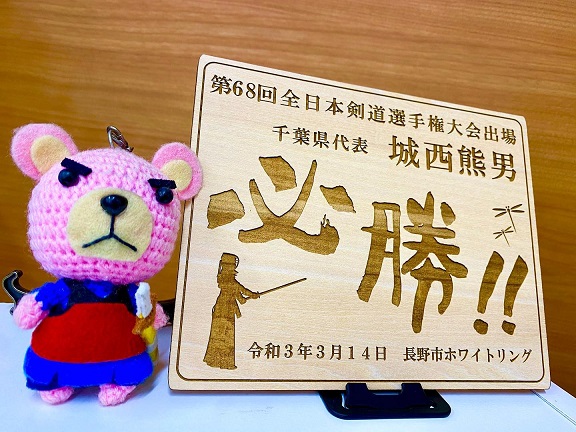 第68回全日本剣道選手権大会出場
千葉県代表 城西熊男
必勝!!
令和3年3月14日 長野市ホワイトリング